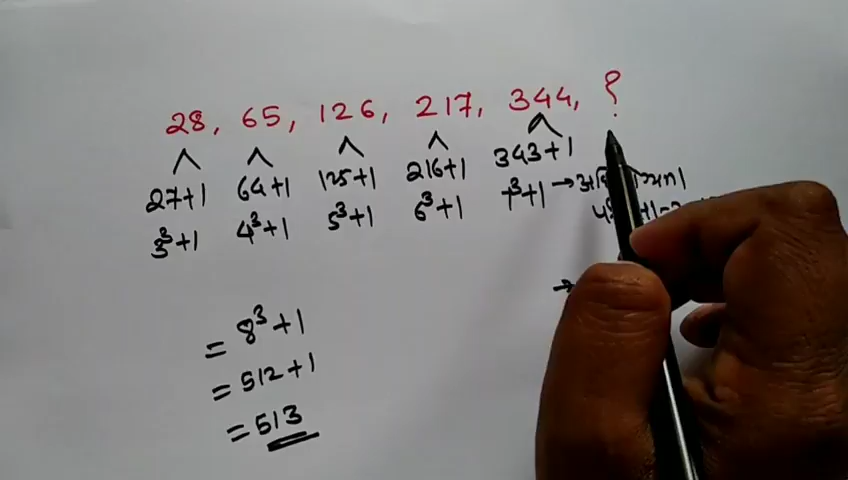 28, 65, 126, 217, 344, ?
27+1 64+1 125+1 216+1 343+1
3³+1 4³+1 5³+1 6³+1 7³+1 →
→
= 8³+1
= 512+1
= 513